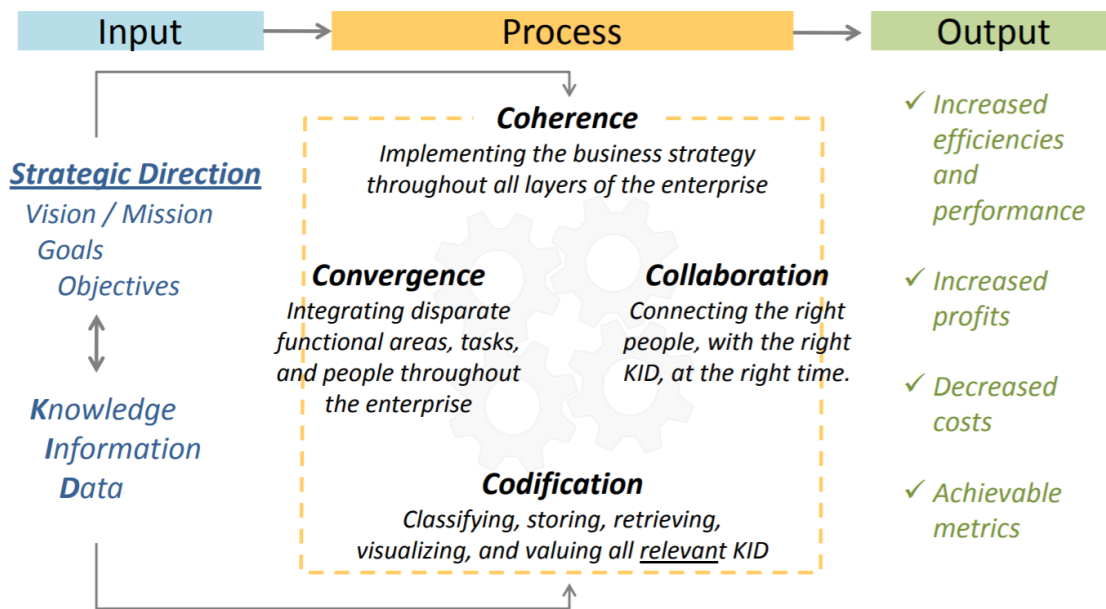 Input
Process
Output
Strategic Direction
Vision / Mission
Goals
Objectives
Knowledge
Information
Data
Coherence
Implementing the business strategy
throughout all layers of the enterprise
Convergence
Integrating disparate
functional areas, tasks,
and people throughout
the enterprise
Collaboration
Connecting the right
people, with the right
KID, at the right time.
Codification
Classifying, storing, retrieving,
visualizing, and valuing all relevant KID
✓ Increased
efficiencies
and
performance
✓ Increased
profits
✓ Decreased
costs
✓ Achievable
metrics